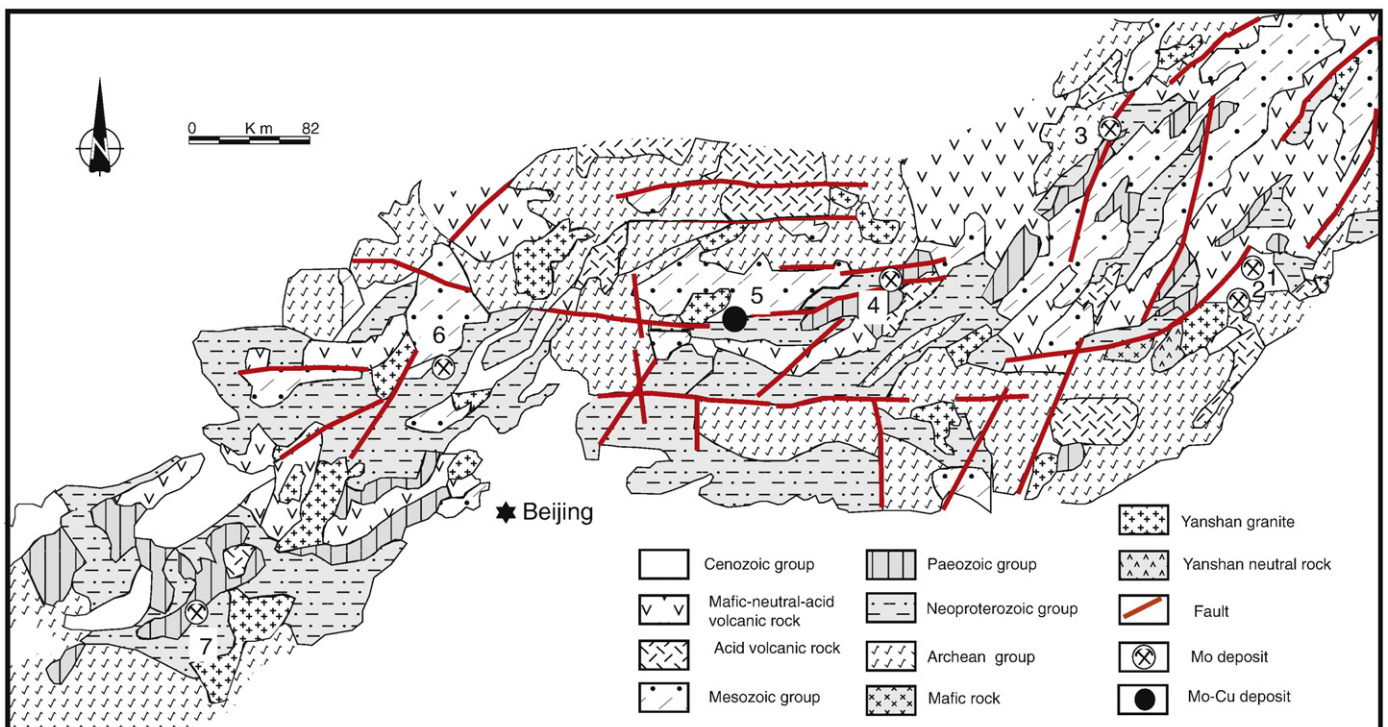 N
0 Km 82
3
1
2
5
4
6
Beijing
7
Cenozoic group
Mafic-neutral-acid
volcanic rock
Acid volcanic rock
Mesozoic group
Paeozoic group
Neoproterozoic group
Archean group
Mafic rock
Yanshan granite
Yanshan neutral rock
Fault
Mo deposit
Mo-Cu deposit